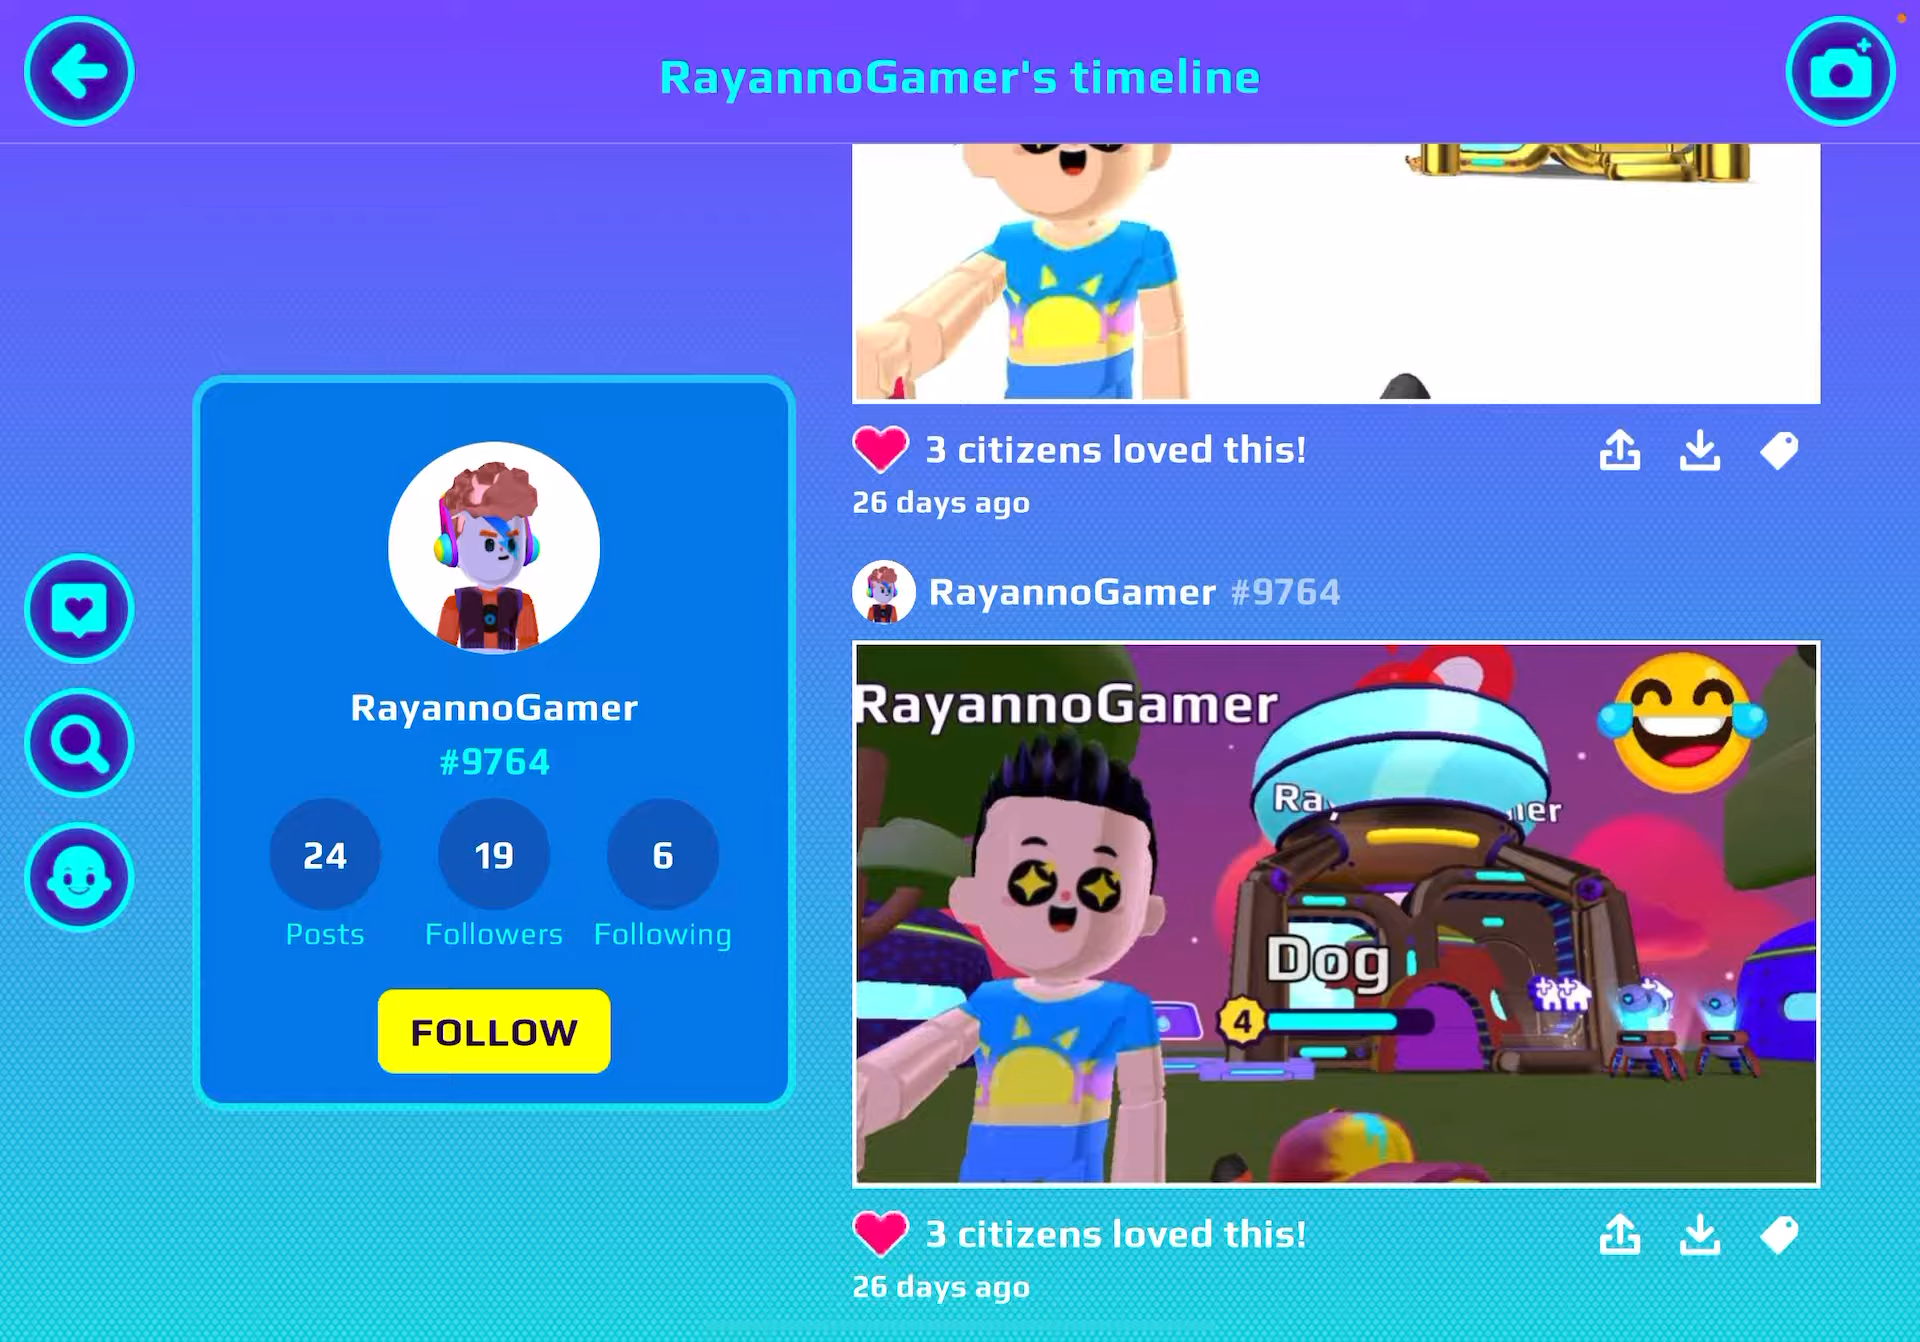 RayannoGamer's timeline
3 citizens loved this!
26 days ago
RayannoGamer #9764
RayannoGamer
#9764
24
19
6
Posts
Followers
Following
FOLLOW
RayannoGamer
Dog
4
3 citizens loved this!
26 days ago